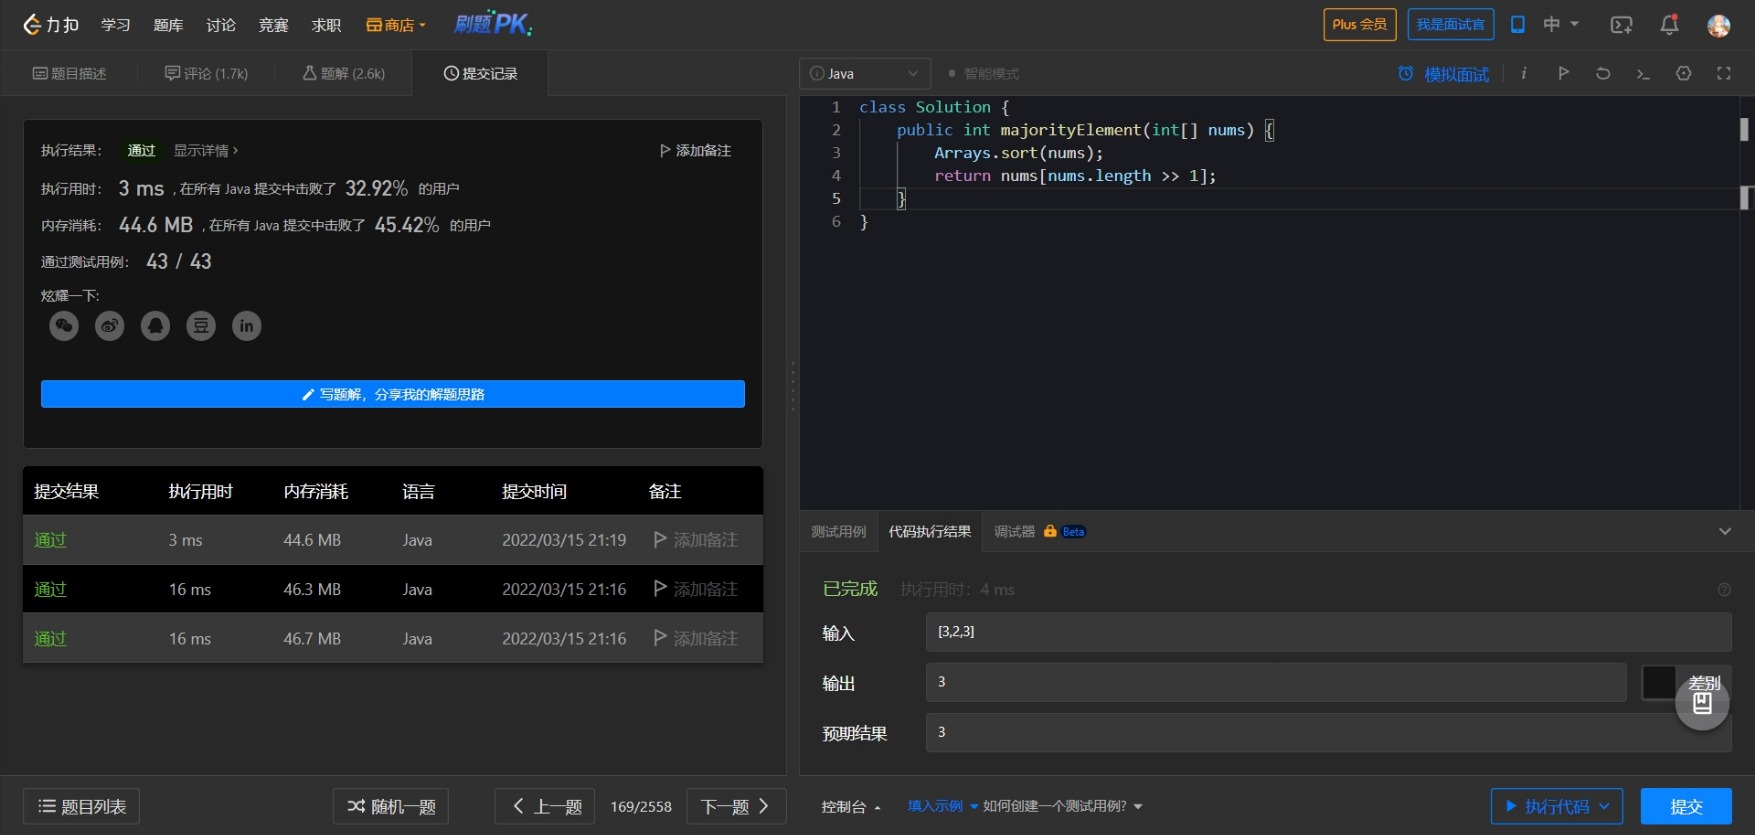 力扣 学习 题库 讨论 竞赛 求职 商店 刷题PK Plus 会员 我是面试官 中
题目描述 评论 (1.7k) 题解 (2.6k) 提交记录
执行结果： 通过 显示详情 > 添加备注
执行用时： 3 ms ，在所有 Java 提交中击败了 32.92% 的用户
内存消耗： 44.6 MB ，在所有 Java 提交中击败了 45.42% 的用户
通过测试用例： 43 / 43
炫耀一下:
豆 in
写题解，分享我的解题思路
提交结果 执行用时 内存消耗 语言 提交时间 备注
通过 3 ms 44.6 MB Java 2022/03/15 21:19 添加备注
通过 16 ms 46.3 MB Java 2022/03/15 21:16 添加备注
通过 16 ms 46.7 MB Java 2022/03/15 21:16 添加备注
题目列表 随机一题 上一题 169/2558 下一题
Java 智能模式 模拟面试 i
1 class Solution {
2 public int majorityElement(int[] nums) {
3 Arrays.sort(nums);
4 return nums[nums.length >> 1];
5 }
6 }
测试用例 代码执行结果 调试器 Beta
已完成 执行用时：4 ms
输入 [3,2,3]
输出 3 差别
预期结果 3
控制台 填入示例 如何创建一个测试用例? 执行代码 提交